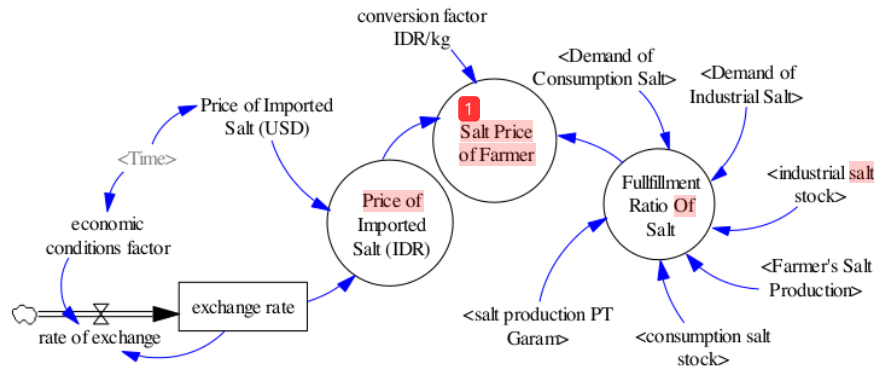 conversion factor
IDR/kg
<Demand of
Consumption Salt>
<Demand of
Industrial Salt>
1
Salt Price
of Farmer
Price of Imported
Salt (USD)
<Time>
Price of
Imported
Salt (IDR)
Fullfillment
Ratio Of
Salt
<industrial salt
stock>
economic
conditions factor
<Farmer's Salt
Production>
exchange rate
<salt production PT
Garam>
rate of exchange
<consumption salt
stock>